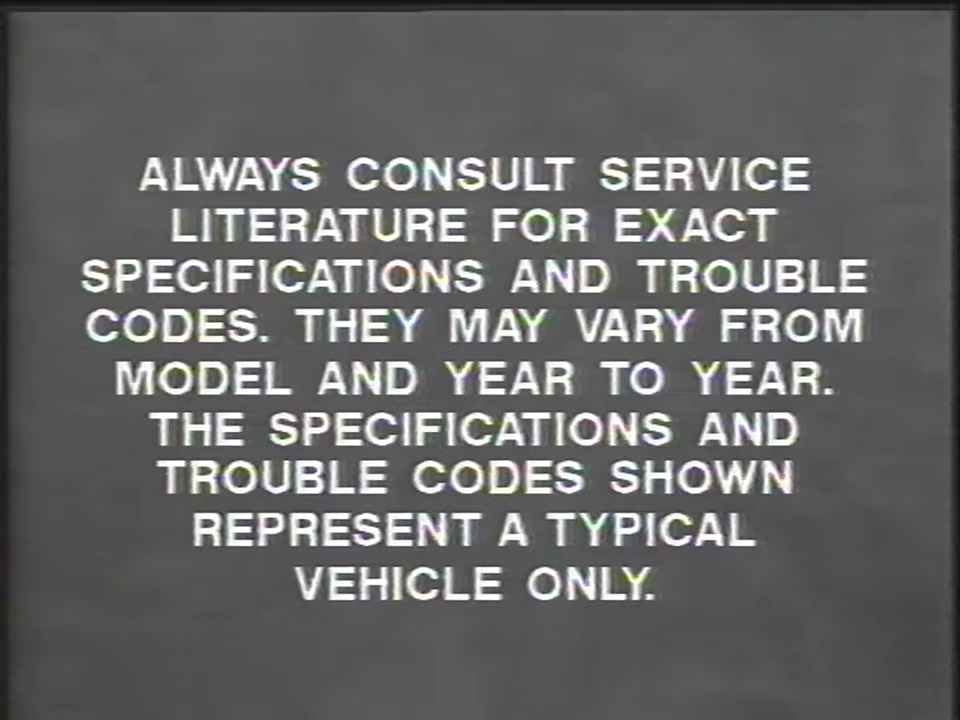 ALWAYS CONSULT SERVICE
LITERATURE FOR EXACT
SPECIFICATIONS AND TROUBLE
CODES. THEY MAY VARY FROM
MODEL AND YEAR TO YEAR.
THE SPECIFICATIONS AND
TROUBLE CODES SHOWN
REPRESENT A TYPICAL
VEHICLE ONLY.